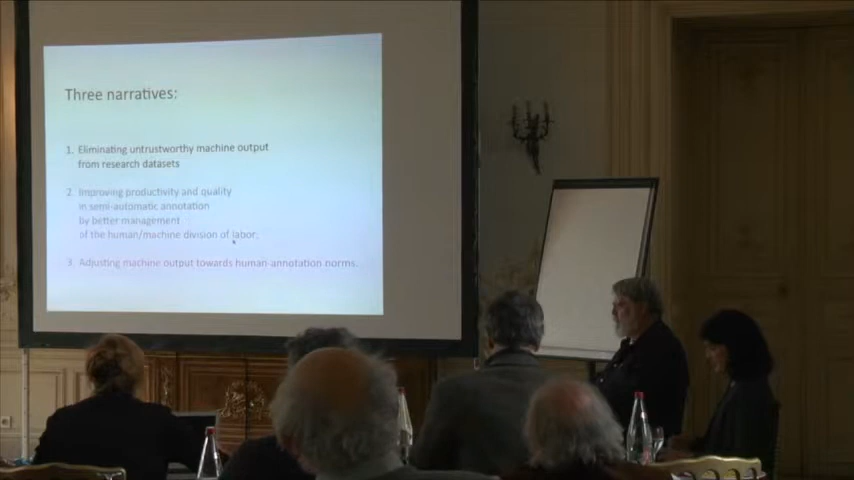 Three narratives:
1. Eliminating untrustworthy machine output
from research datasets
2. Improving productivity and quality
in semi-automatic annotation
by better management
of the human/machine division of labor;
3. Adjusting machine output towards human annotation norms.